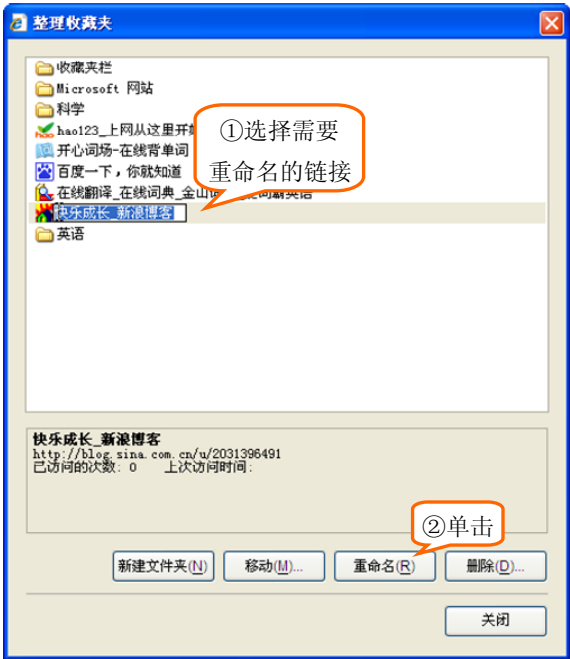 整理收藏夹
收藏夹栏
Microsoft 网站
科学
hao123_上网从这里开
①选择需要
重命名的链接
开心词场-在线背单词
百度一下，你就知道
在线翻译_在线词典_金山
词霸英语
快乐成长_新浪博客
英语
快乐成长_新浪博客
http://blog.sina.com.cn/u/2031396491
已访问的次数: 0 上次访问时间:
②单击
新建文件夹(N) 移动(M)... 重命名(R) 删除(D)...
关闭